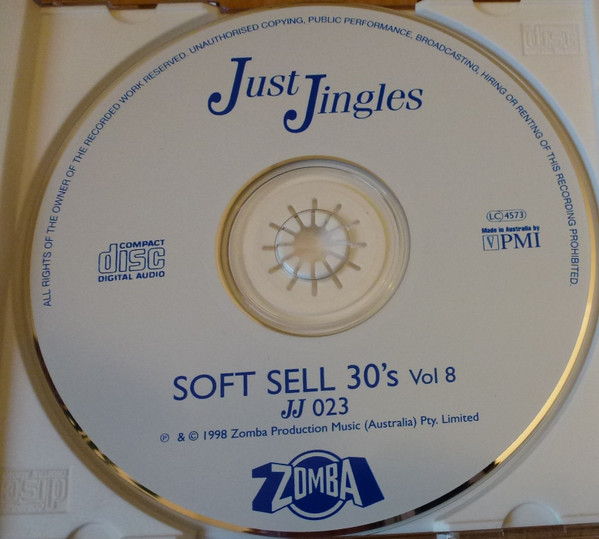 ALL RIGHTS OF THE OWNER OF THE RECORDED WORK RESERVED. UNAUTHORISED COPYING, PUBLIC PERFORMANCE, BROADCASTING, HIRING OR RENTING OF THIS RECORDING PROHIBITED.
Just
Jingles
COMPACT
disc
DIGITAL AUDIO
LC 4573
Made in Australia by
VPMI
SOFT SELL 30's Vol 8
JJ 023
℗ & © 1998 Zomba Production Music (Australia) Pty. Limited
ZOMBA
disc